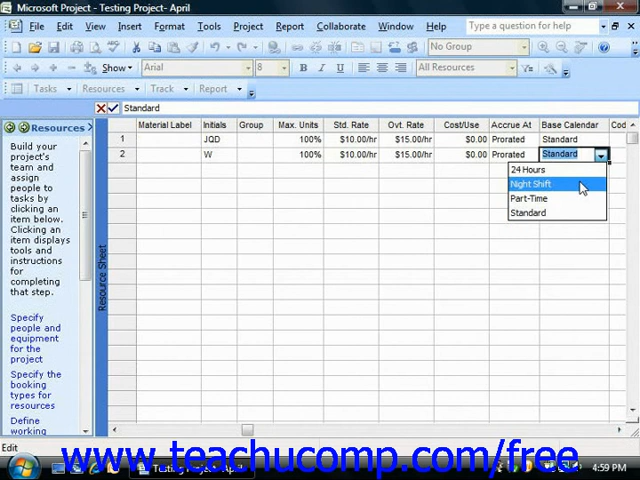 Microsoft Project - Testing Project- April
File Edit View Insert Format Tools Project Report Collaborate Window Help Type a question for help
No Group
Show Arial 8 B I U All Resources
Tasks Resources Track Report
Standard
Resources
Build your
project's
team and
assign
people to
tasks by
clicking an
item below.
Clicking an
item displays
tools and
instructions
for
completing
that step.
Specify
people and
equipment
for the
project
Specify the
booking
types for
resources
Define
working
Resource Sheet
Material Label Initials Group Max. Units Std. Rate Ovt. Rate Cost/Use Accrue At Base Calendar Cod
1 JQD 100% $10.00/hr $15.00/hr $0.00 Prorated Standard
2 W 100% $10.00/hr $15.00/hr $0.00 Prorated Standard
24 Hours
Night Shift
Part-Time
Standard
Edit
www.teachucomp.com/free
Testing Project- April
4:59 PM